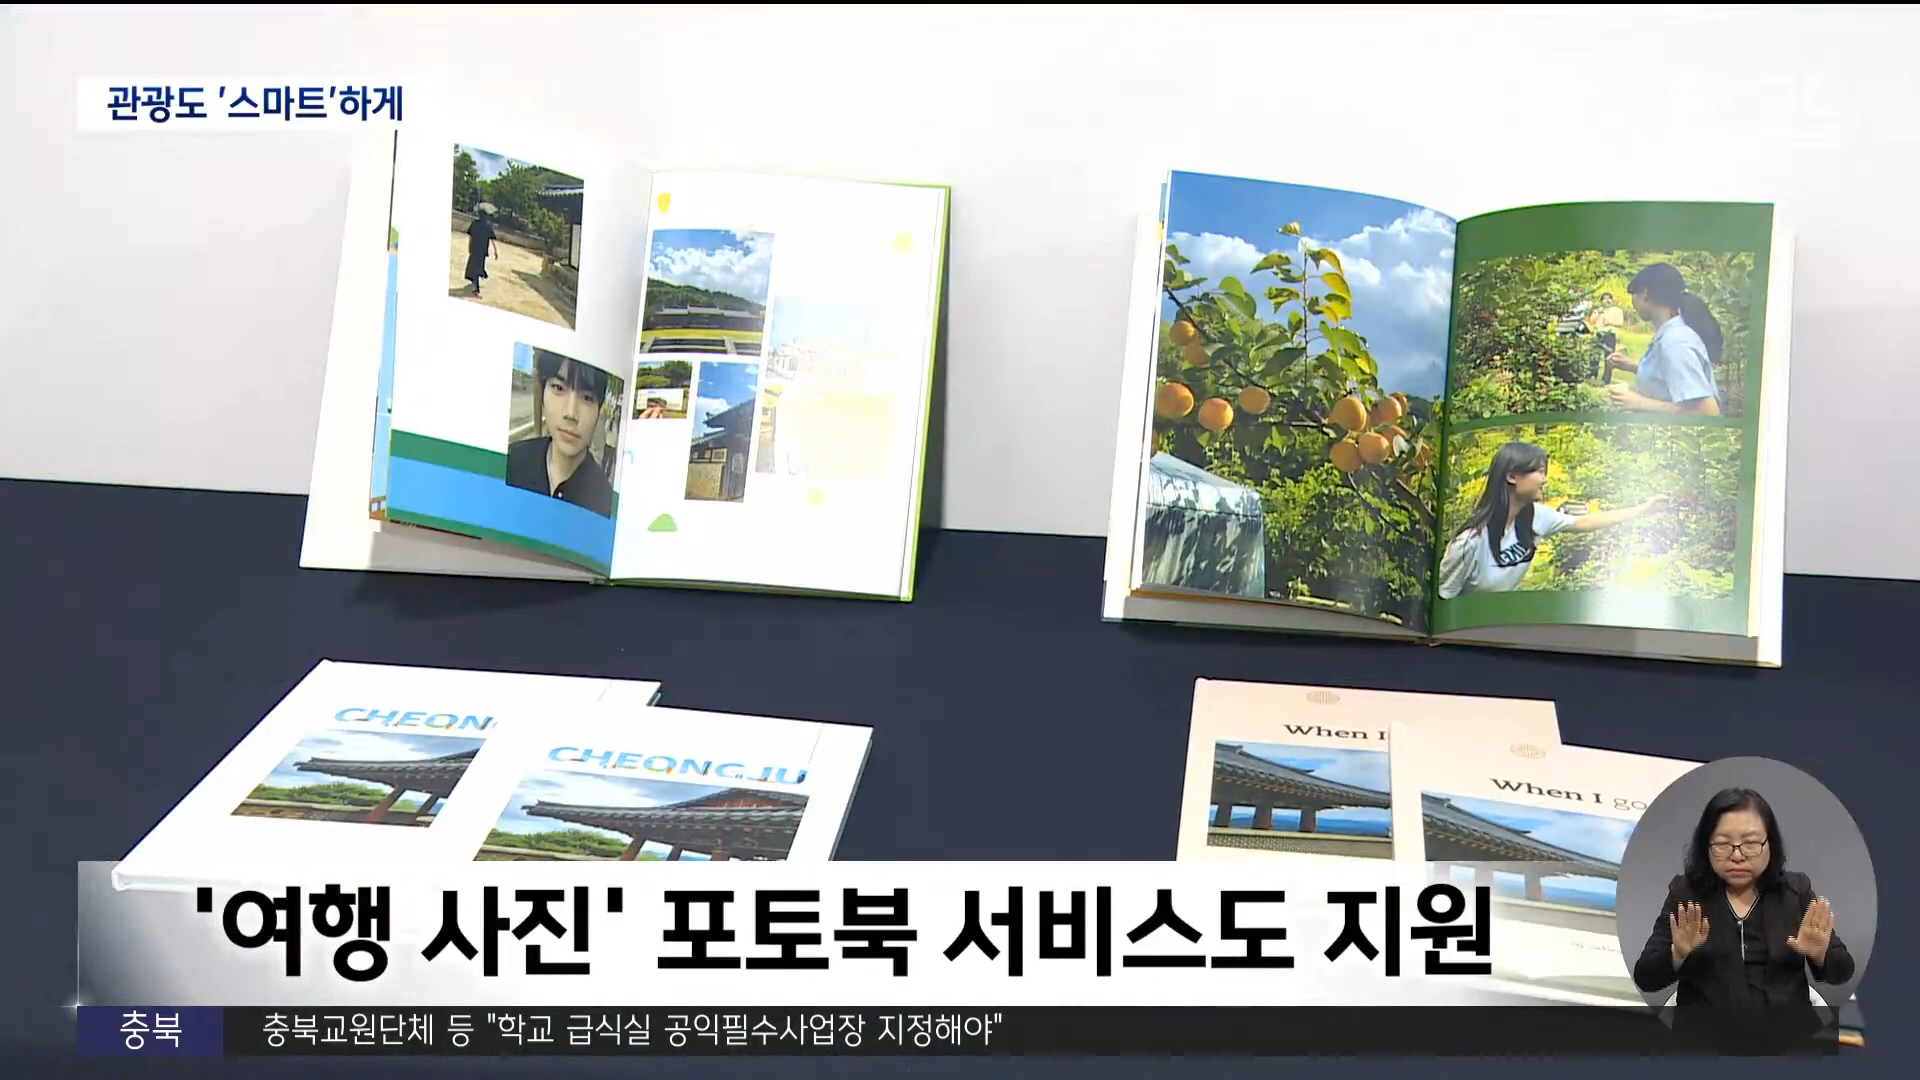 관광도 '스마트'하게
CHEON
CHEONGJU
When I
When I go
'여행 사진' 포토북 서비스도 지원
충북
충북교원단체 등 "학교 급식실 공익필수사업장 지정해야"